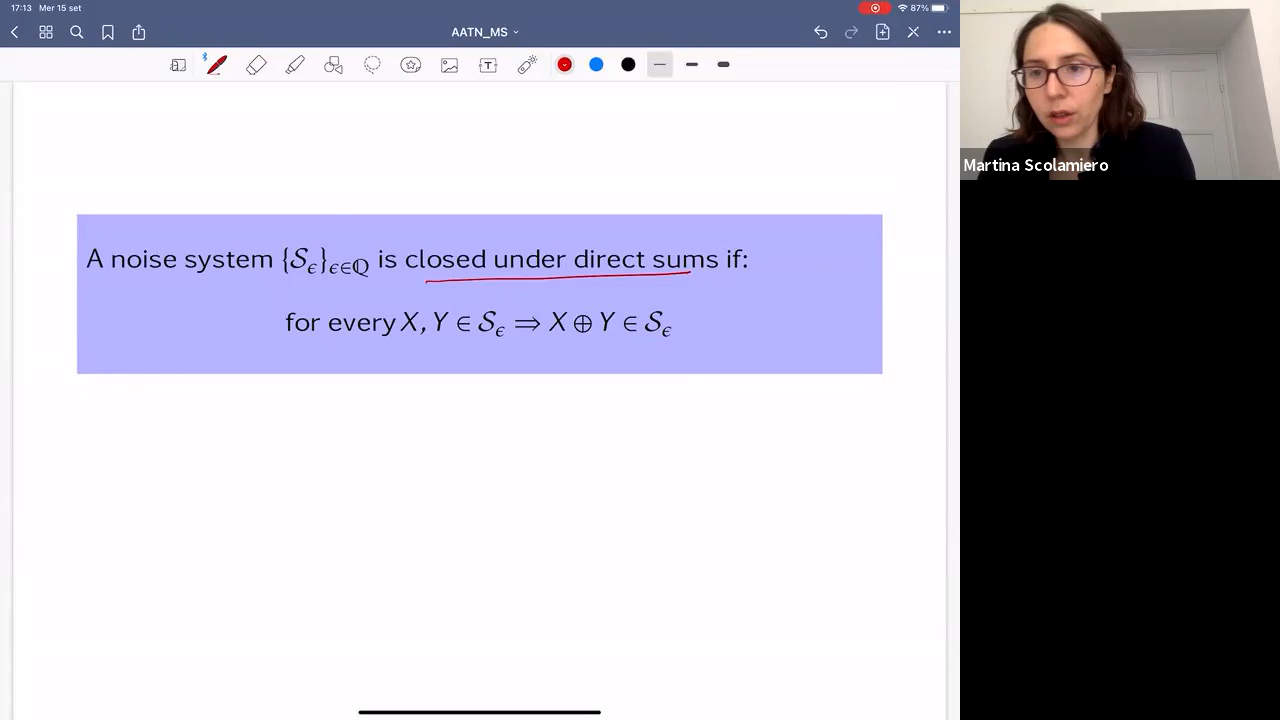 17:13 Mer 15 set
87%
AATN_MS
T
A noise system {𝒮_ϵ}_{ϵ∈ℚ} is closed under direct sums if:
for every X, Y ∈ 𝒮_ϵ ⇒ X ⊕ Y ∈ 𝒮_ϵ
Martina Scolamiero